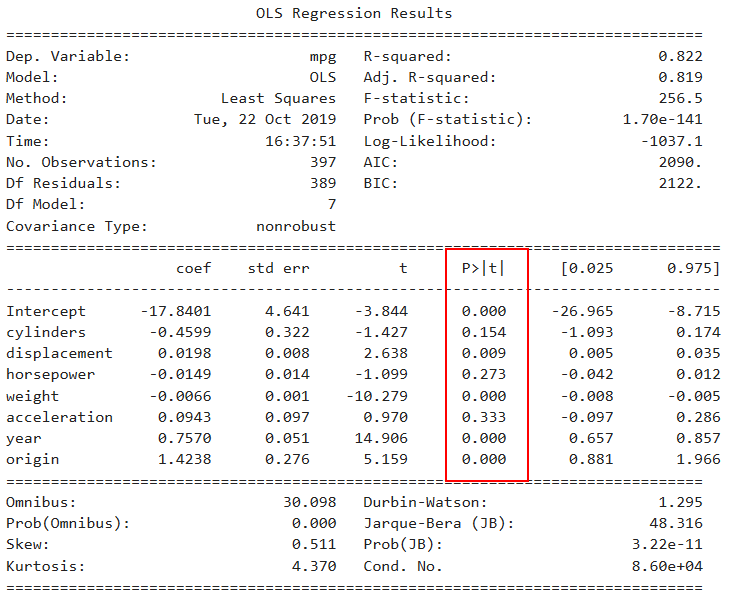 OLS Regression Results
==============================================================================
Dep. Variable:                    mpg   R-squared:                       0.822
Model:                            OLS   Adj. R-squared:                  0.819
Method:                 Least Squares   F-statistic:                     256.5
Date:                Tue, 22 Oct 2019   Prob (F-statistic):          1.70e-141
Time:                        16:37:51   Log-Likelihood:                -1037.1
No. Observations:                 397   AIC:                             2090.
Df Residuals:                     389   BIC:                             2122.
Df Model:                           7
Covariance Type:            nonrobust
================================================================================
                   coef    std err          t      P>|t|      [0.025      0.975]
--------------------------------------------------------------------------------
Intercept      -17.8401      4.641     -3.844      0.000     -26.965      -8.715
cylinders       -0.4599      0.322     -1.427      0.154      -1.093       0.174
displacement     0.0198      0.008      2.638      0.009       0.005       0.035
horsepower      -0.0149      0.014     -1.099      0.273      -0.042       0.012
weight          -0.0066      0.001    -10.279      0.000      -0.008      -0.005
acceleration     0.0943      0.097      0.970      0.333      -0.097       0.286
year             0.7570      0.051     14.906      0.000       0.657       0.857
origin           1.4238      0.276      5.159      0.000       0.881       1.966
==============================================================================
Omnibus:                       30.098   Durbin-Watson:                   1.295
Prob(Omnibus):                  0.000   Jarque-Bera (JB):               48.316
Skew:                           0.511   Prob(JB):                     3.22e-11
Kurtosis:                       4.370   Cond. No.                     8.60e+04
==============================================================================